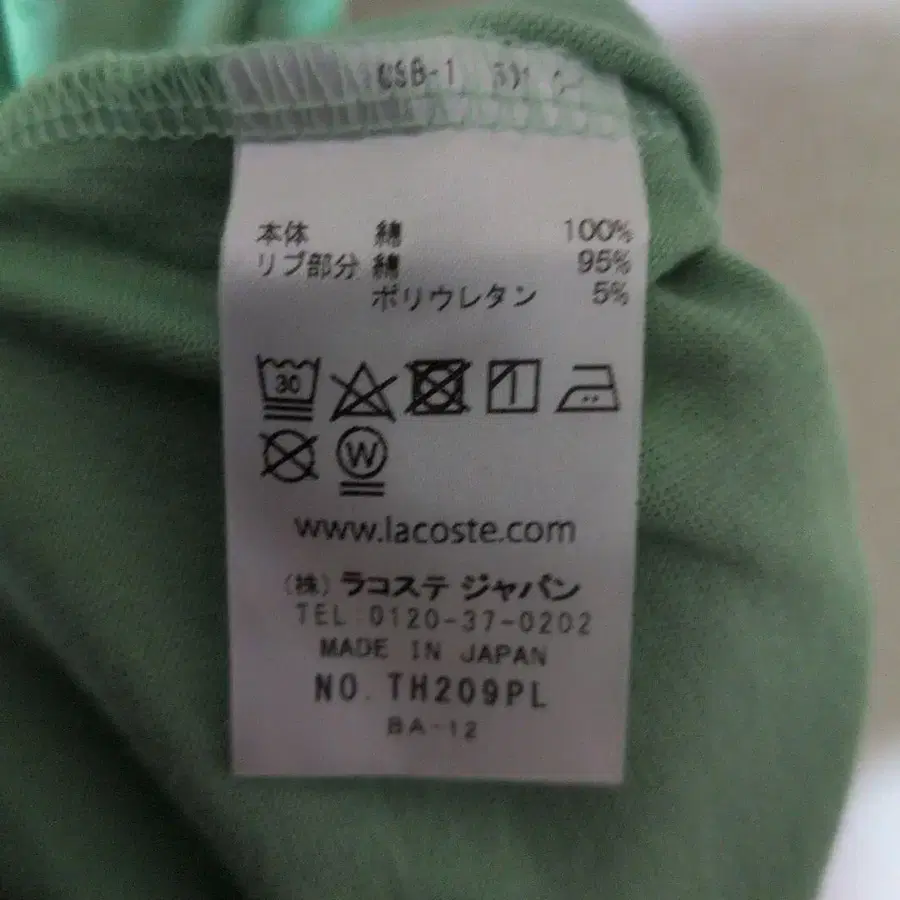 本体 綿 100%
リブ部分 綿 95%
ポリウレタン 5%
30
W
www.lacoste.com
(株) ラコステ ジャパン
TEL 0120-37-0202
MADE IN JAPAN
NO. TH209PL
BA-12